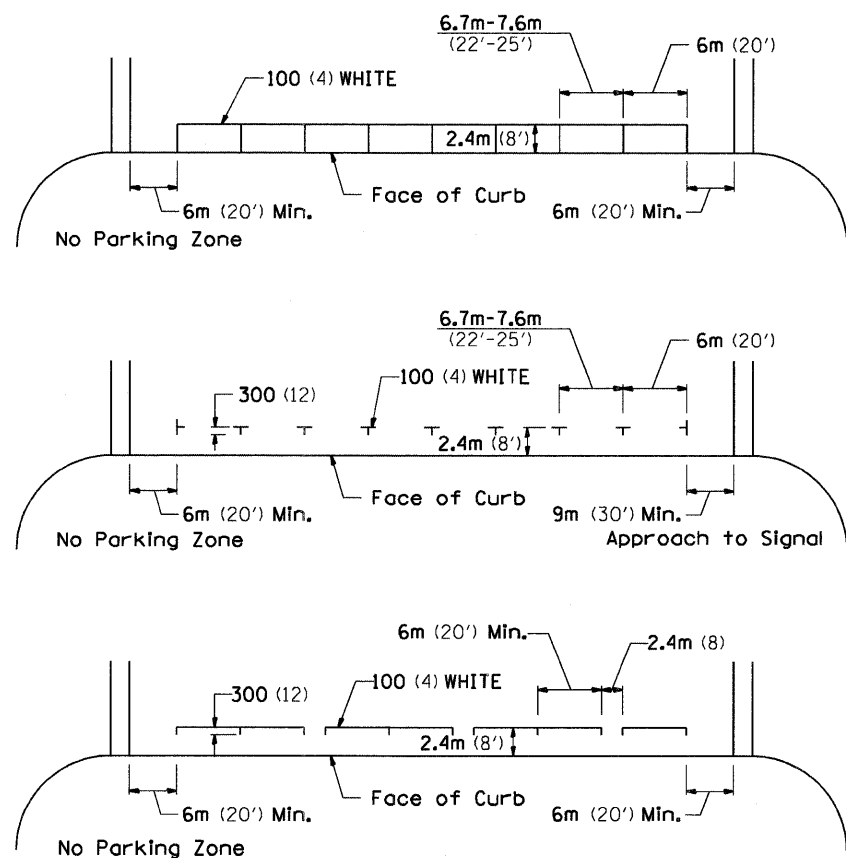 6.7m-7.6m
(22'-25')
6m (20')
100 (4) WHITE
2.4m (8')
Face of Curb
6m (20') Min.
6m (20') Min.
No Parking Zone
6.7m-7.6m
(22'-25')
6m (20')
300 (12)
100 (4) WHITE
2.4m (8')
Face of Curb
6m (20') Min.
9m (30') Min.
No Parking Zone
Approach to Signal
6m (20') Min.
2.4m (8)
300 (12)
100 (4) WHITE
2.4m (8')
Face of Curb
6m (20') Min.
6m (20') Min.
No Parking Zone